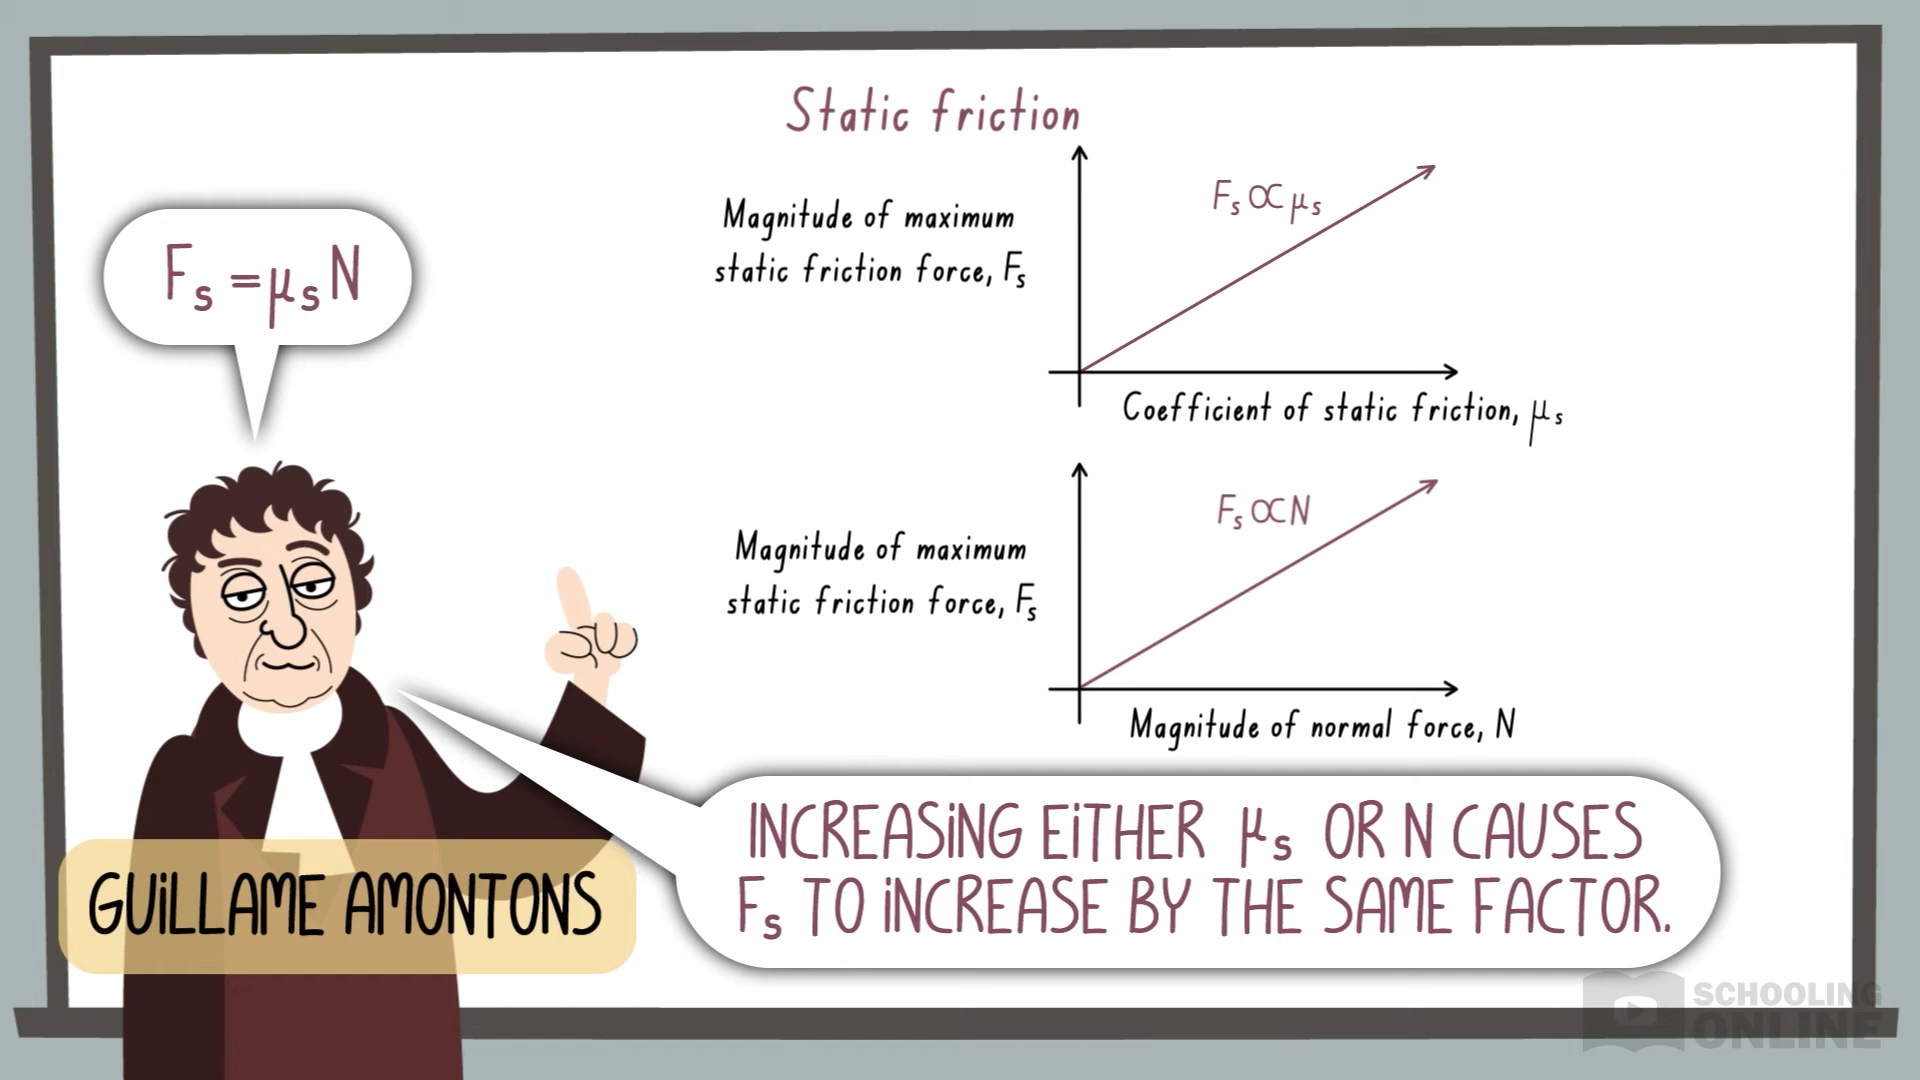 Static friction
Fs = μs N
Magnitude of maximum
static friction force, Fs
Fs ∝ μs
Coefficient of static friction, μs
Magnitude of maximum
static friction force, Fs
Fs ∝ N
Magnitude of normal force, N
INCREASING EITHER μs OR N CAUSES
Fs TO INCREASE BY THE SAME FACTOR.
GUILLAME AMONTONS
SCHOOLING
ONLINE